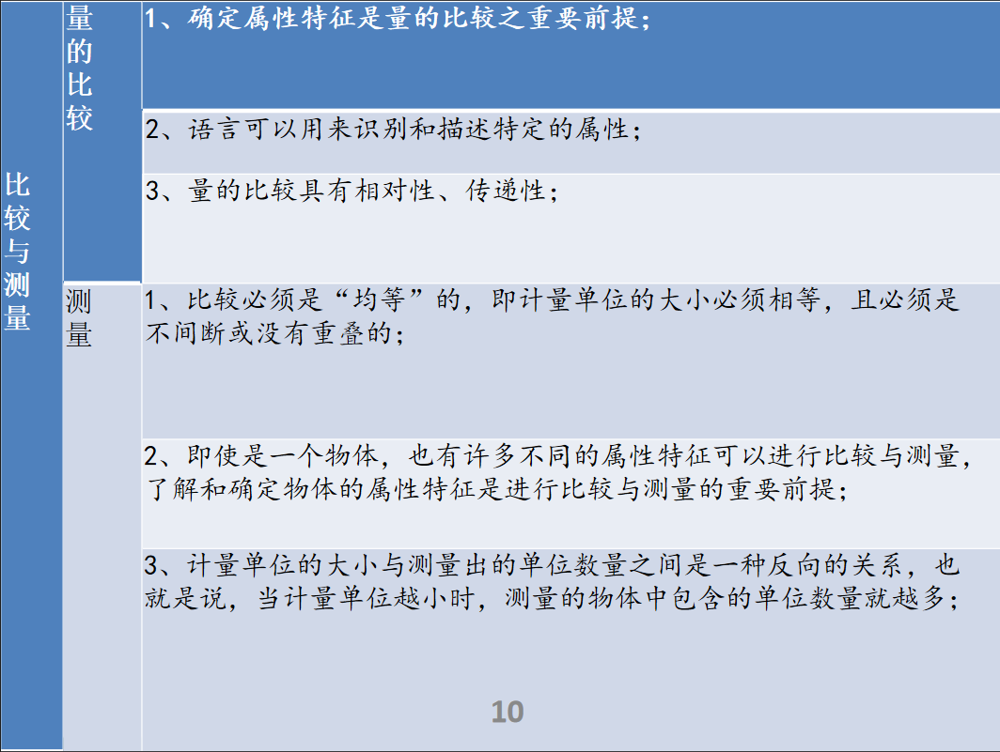 比较与测量
量的比较
1、确定属性特征是量的比较之重要前提；
2、语言可以用来识别和描述特定的属性；
3、量的比较具有相对性、传递性；
测量
1、比较必须是“均等”的，即计量单位的大小必须相等，且必须是
不间断或没有重叠的；
2、即使是一个物体，也有许多不同的属性特征可以进行比较与测量，
了解和确定物体的属性特征是进行比较与测量的重要前提；
3、计量单位的大小与测量出的单位数量之间是一种反向的关系，也
就是说，当计量单位越小时，测量的物体中包含的单位数量就越多；
10